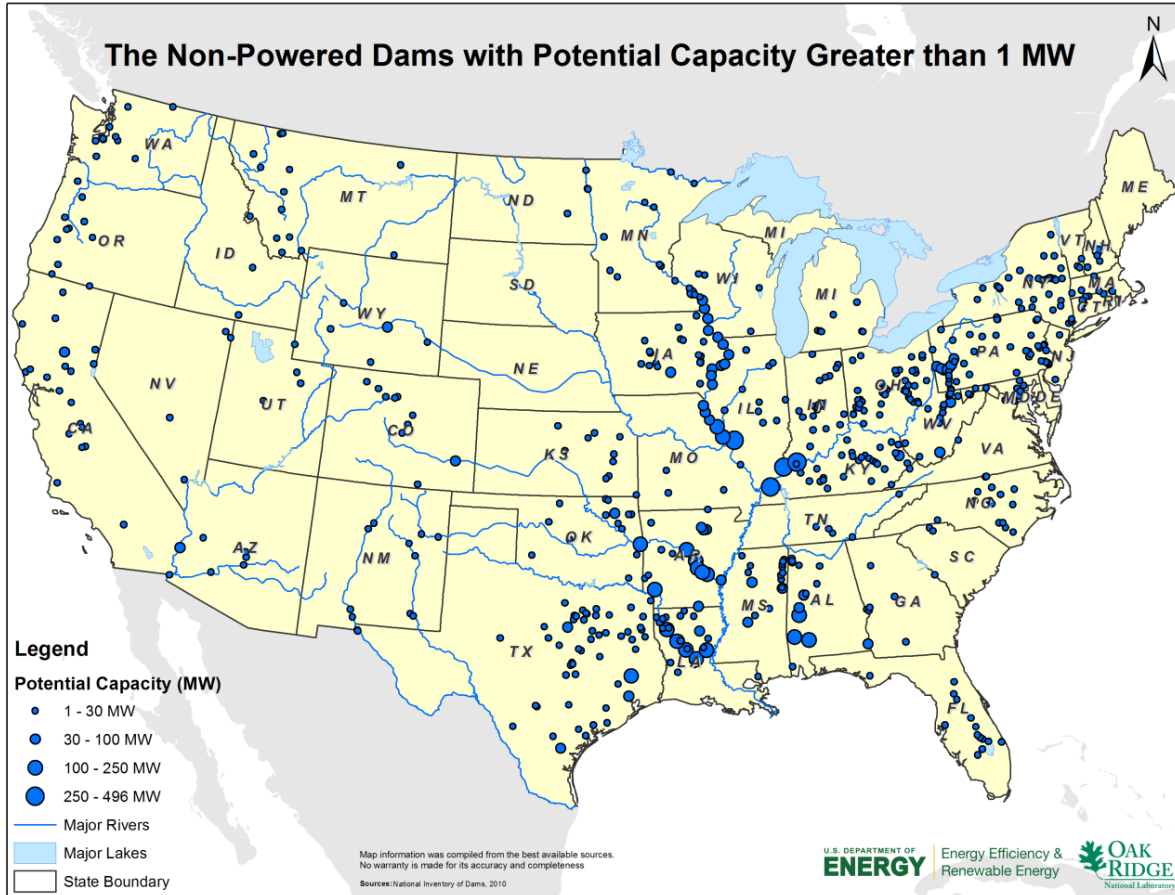 The Non-Powered Dams with Potential Capacity Greater than 1 MW
N
WA
MT
ND
MN
MI
ME
VT
NH
OR
ID
SD
WI
MI
NY
MA
CT
RI
WY
IA
PA
NJ
NE
OH
MD
DE
NV
UT
CO
IL
IN
WV
VA
CA
KS
MO
KY
AZ
NM
OK
AR
TN
NC
SC
MS
AL
GA
TX
LA
FL
Legend
Potential Capacity (MW)
1 - 30 MW
30 - 100 MW
100 - 250 MW
250 - 496 MW
Major Rivers
Major Lakes
State Boundary
Map information was compiled from the best available sources.
No warranty is made for its accuracy and completeness
Sources: National Inventory of Dams, 2010
U.S. DEPARTMENT OF
ENERGY
Energy Efficiency &
Renewable Energy
OAK
RIDGE
National Laboratory